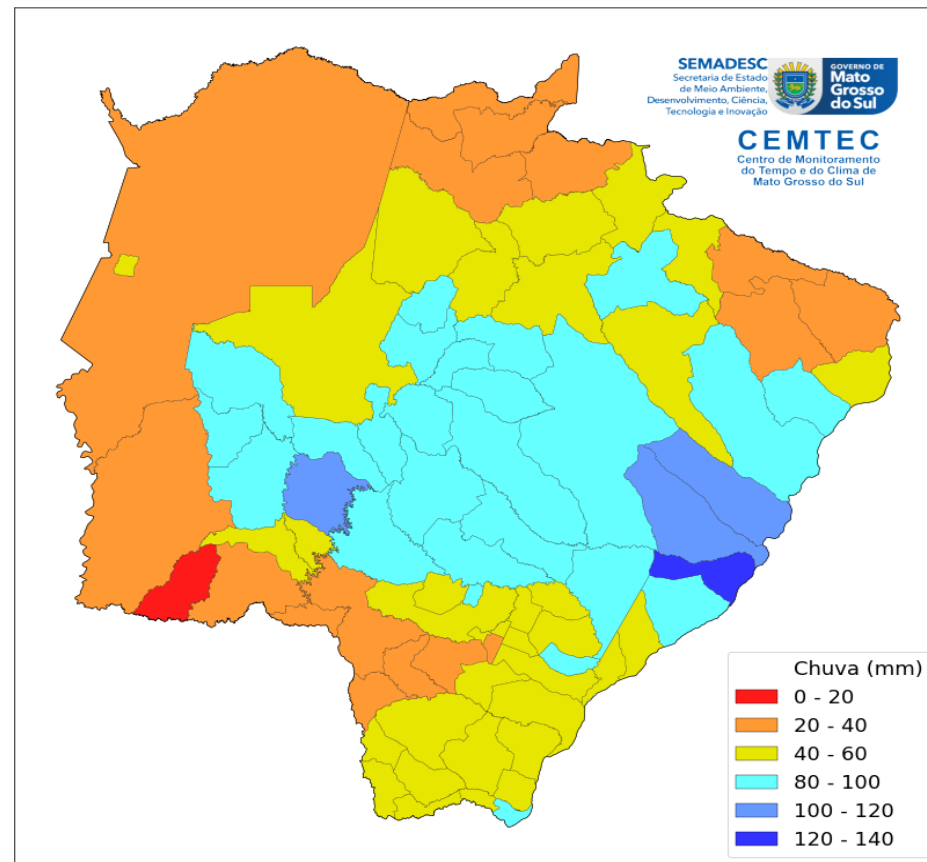 SEMADESC
Secretaria de Estado
de Meio Ambiente,
Desenvolvimento, Ciência,
Tecnologia e Inovação
GOVERNO DE
Mato
Grosso
do Sul
CEMTEC
Centro de Monitoramento
do Tempo e do Clima de
Mato Grosso do Sul
Chuva (mm)
0 - 20
20 - 40
40 - 60
80 - 100
100 - 120
120 - 140